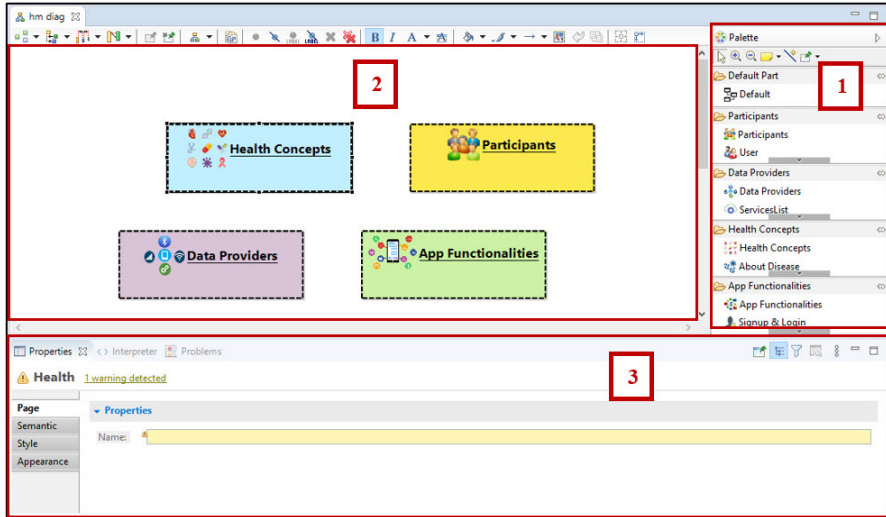 hm diag
B I A
Palette
1
Default Part
Default
Participants
Participants
User
Data Providers
Data Providers
ServicesList
Health Concepts
Health Concepts
About Disease
App Functionalities
App Functionalities
Signup & Login
2
Health Concepts
Participants
Data Providers
App Functionalities
Properties
Interpreter
Problems
3
Health
1 warning detected
Page
Semantic
Style
Appearance
Properties
Name: